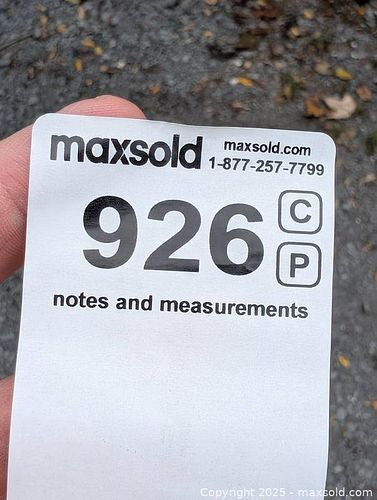 maxsold maxsold.com
1-877-257-7799
926 C
P
notes and measurements
Copyright 2025 - maxsold.com